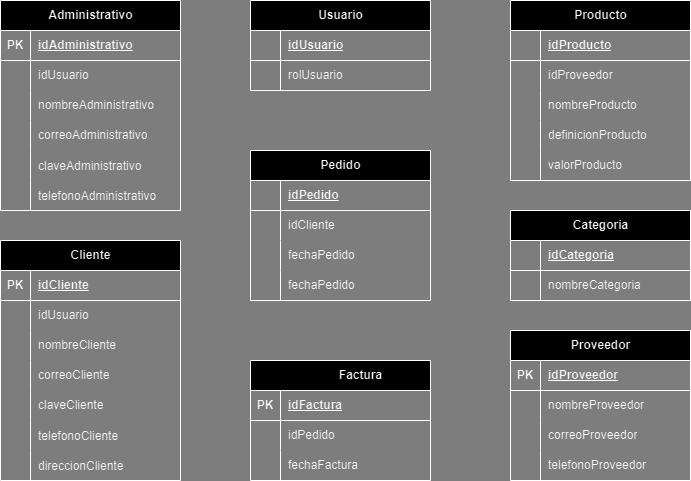 Administrativo
PK idAdministrativo
idUsuario
nombreAdministrativo
correoAdministrativo
claveAdministrativo
telefonoAdministrativo
Cliente
PK idCliente
idUsuario
nombreCliente
correoCliente
claveCliente
telefonoCliente
direccionCliente
Usuario
idUsuario
rolUsuario
Pedido
idPedido
idCliente
fechaPedido
fechaPedido
Factura
PK idFactura
idPedido
fechaFactura
Producto
idProducto
idProveedor
nombreProducto
definicionProducto
valorProducto
Categoria
idCategoria
nombreCategoria
Proveedor
PK idProveedor
nombreProveedor
correoProveedor
telefonoProveedor